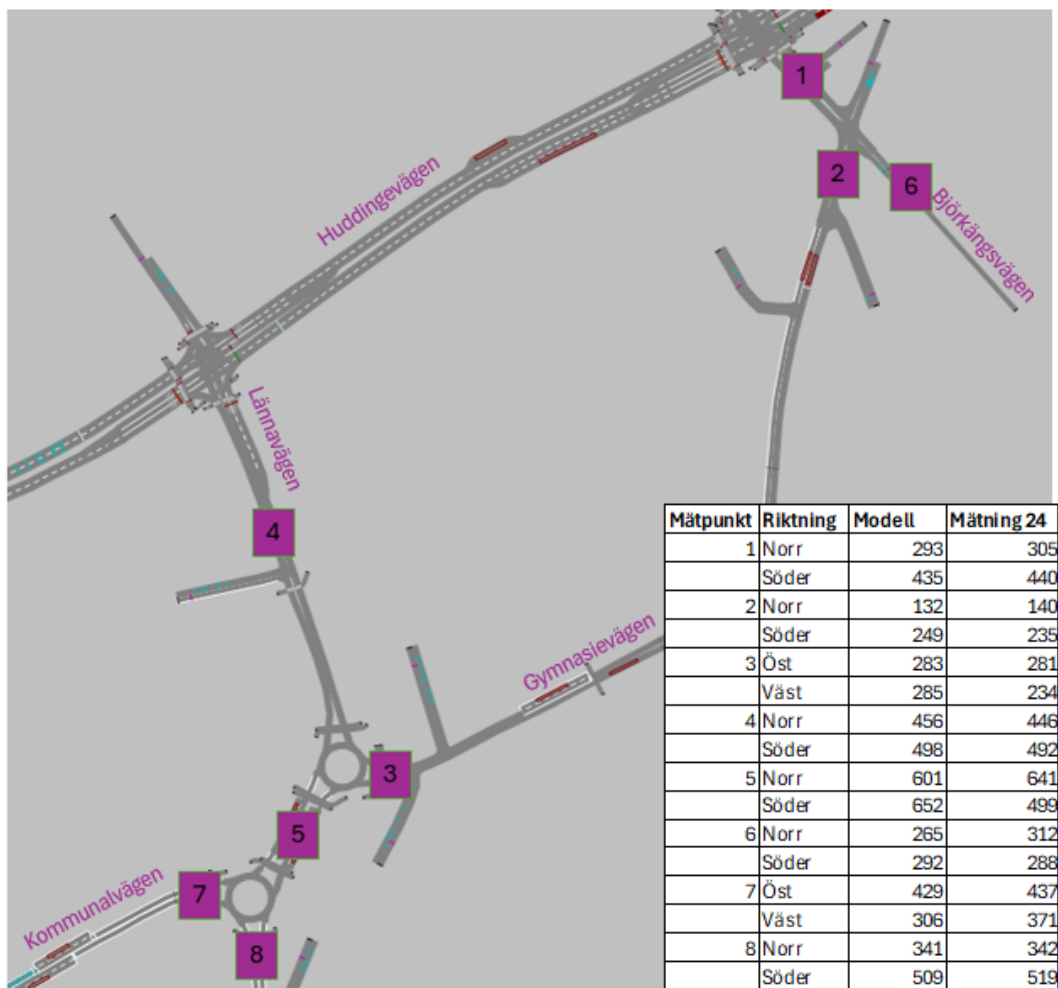 1
2
6
Huddingevägen
Björkängsvägen
Lännavägen
4
Gymnasievägen
3
5
7
Kommunalvägen
8
Mätpunkt Riktning Modell Mätning 24
1 Norr 293 305
Söder 435 440
2 Norr 132 140
Söder 249 235
3 Öst 283 281
Väst 285 234
4 Norr 456 446
Söder 498 492
5 Norr 601 641
Söder 652 499
6 Norr 265 312
Söder 292 288
7 Öst 429 437
Väst 306 371
8 Norr 341 342
Söder 509 519